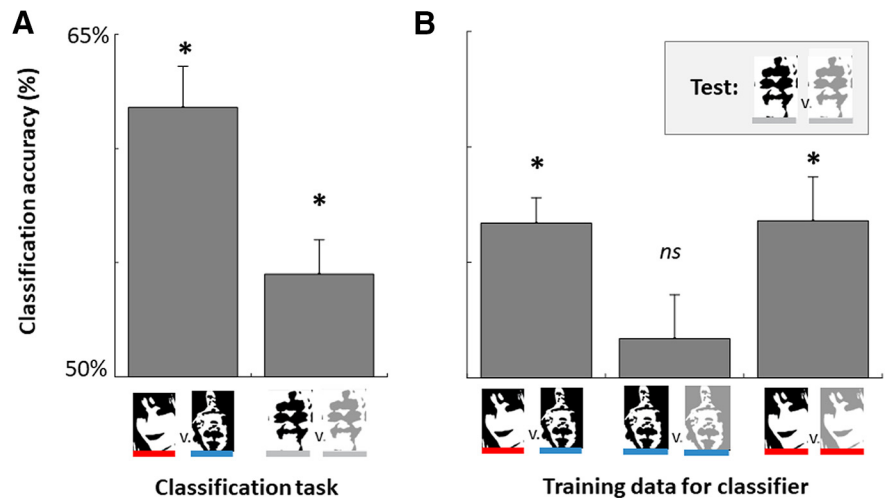 A
B
65%
50%
Classification accuracy (%)
*
*
v.
v.
Classification task
Test:
v.
*
ns
*
v.
v.
v.
Training data for classifier